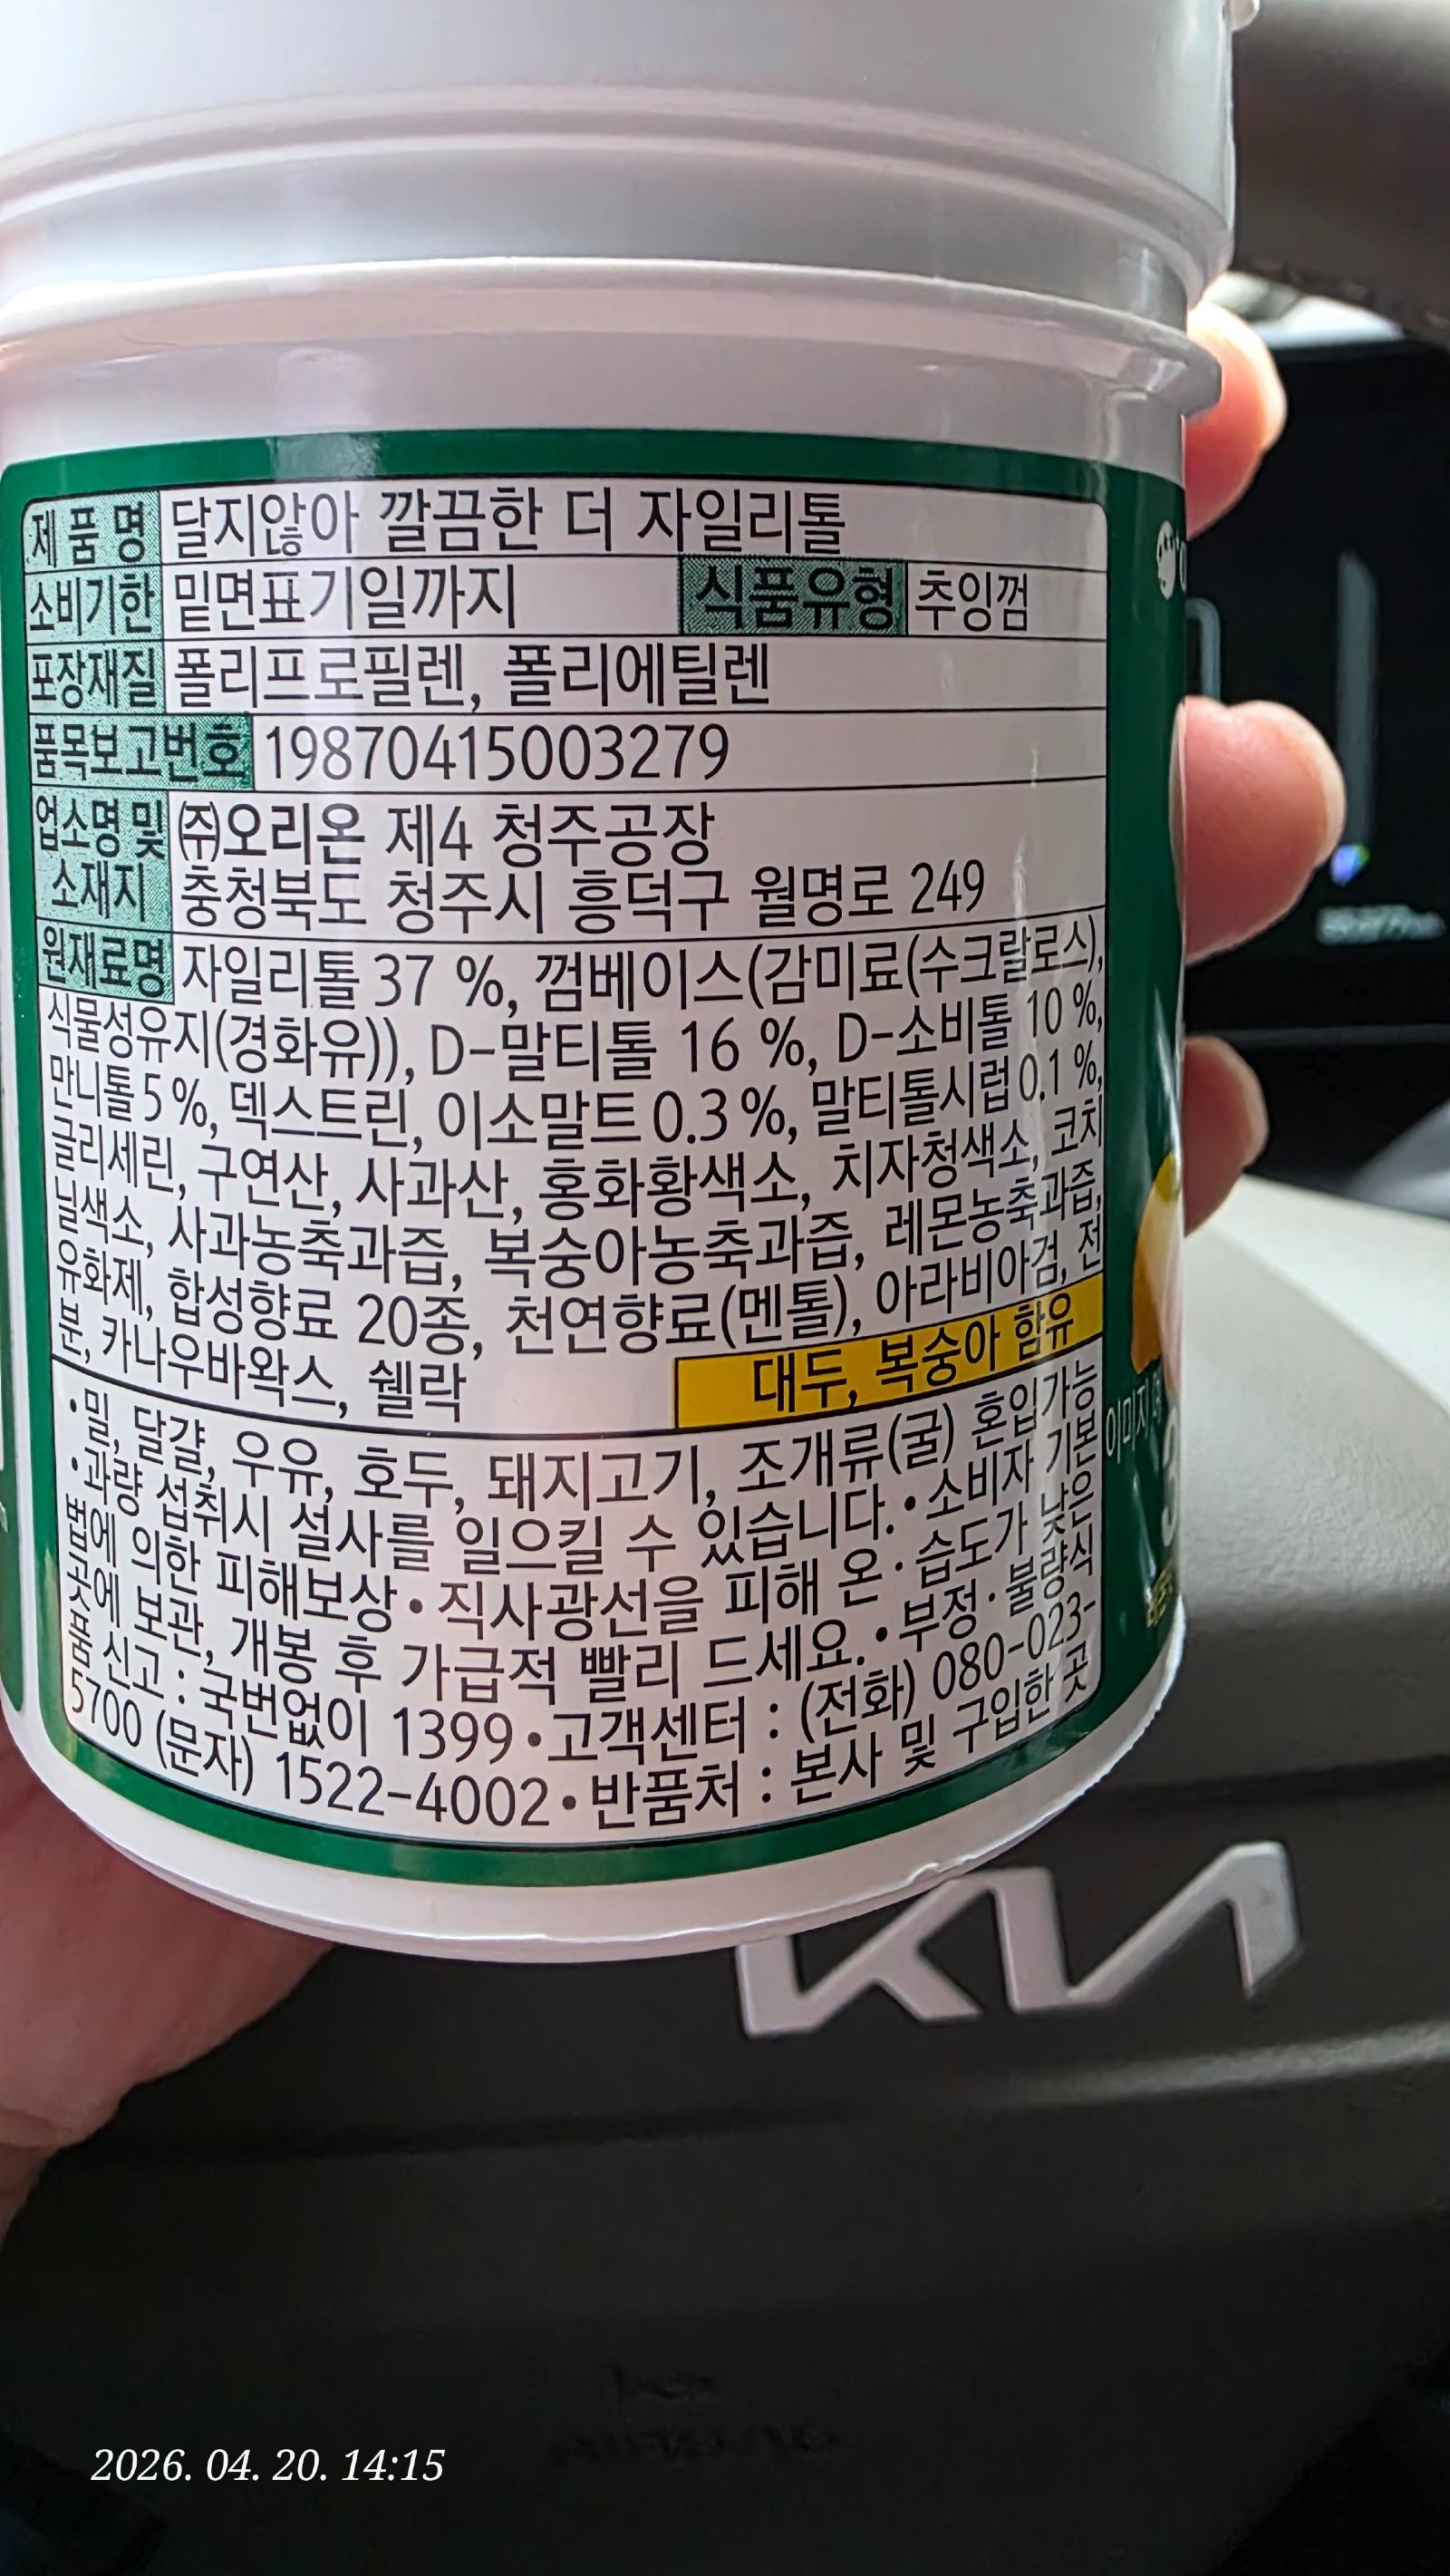 제 품 명 달지않아 깔끔한 더 자일리톨
소비기한 밑면표기일까지 식품유형 추잉껌
포장재질 폴리프로필렌, 폴리에틸렌
품목보고번호 19870415003279
업소명 및 ㈜오리온 제4 청주공장
소재지 충청북도 청주시 흥덕구 월명로 249
원재료명 자일리톨 37 %, 껌베이스(감미료(수크랄로스),
식물성유지(경화유)), D-말티톨 16 %, D-소비톨 10 %,
만니톨 5 %, 덱스트린, 이소말트 0.3 %, 말티톨시럽 0.1 %,
글리세린, 구연산, 사과산, 홍화황색소, 치자청색소, 코치
닐색소, 사과농축과즙, 복숭아농축과즙, 레몬농축과즙,
유화제, 합성향료 20종, 천연향료(멘톨), 아라비아검, 전
분, 카나우바왁스, 쉘락 대두, 복숭아 함유
•밀, 달걀, 우유, 호두, 돼지고기, 조개류(굴) 혼입가능
•과량 섭취시 설사를 일으킬 수 있습니다. •소비자 기본
법에 의한 피해보상 •직사광선을 피해 온·습도가 낮은
곳에 보관, 개봉 후 가급적 빨리 드세요. •부정·불량식
품 신고 : 국번없이 1399 •고객센터 : (전화) 080-023-
5700 (문자) 1522-4002 •반품처 : 본사 및 구입한 곳
이미지
3
KIA
2026. 04. 20. 14:15